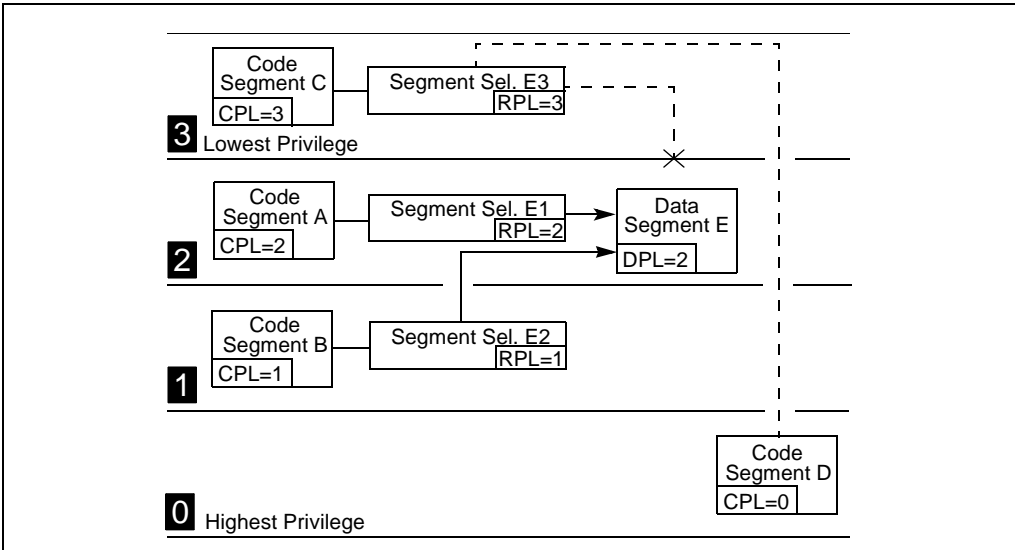 Code
Segment C
CPL=3
Segment Sel. E3
RPL=3
3
Lowest Privilege
Code
Segment A
CPL=2
Segment Sel. E1
RPL=2
Data
Segment E
DPL=2
2
Code
Segment B
CPL=1
Segment Sel. E2
RPL=1
1
Code
Segment D
CPL=0
0
Highest Privilege